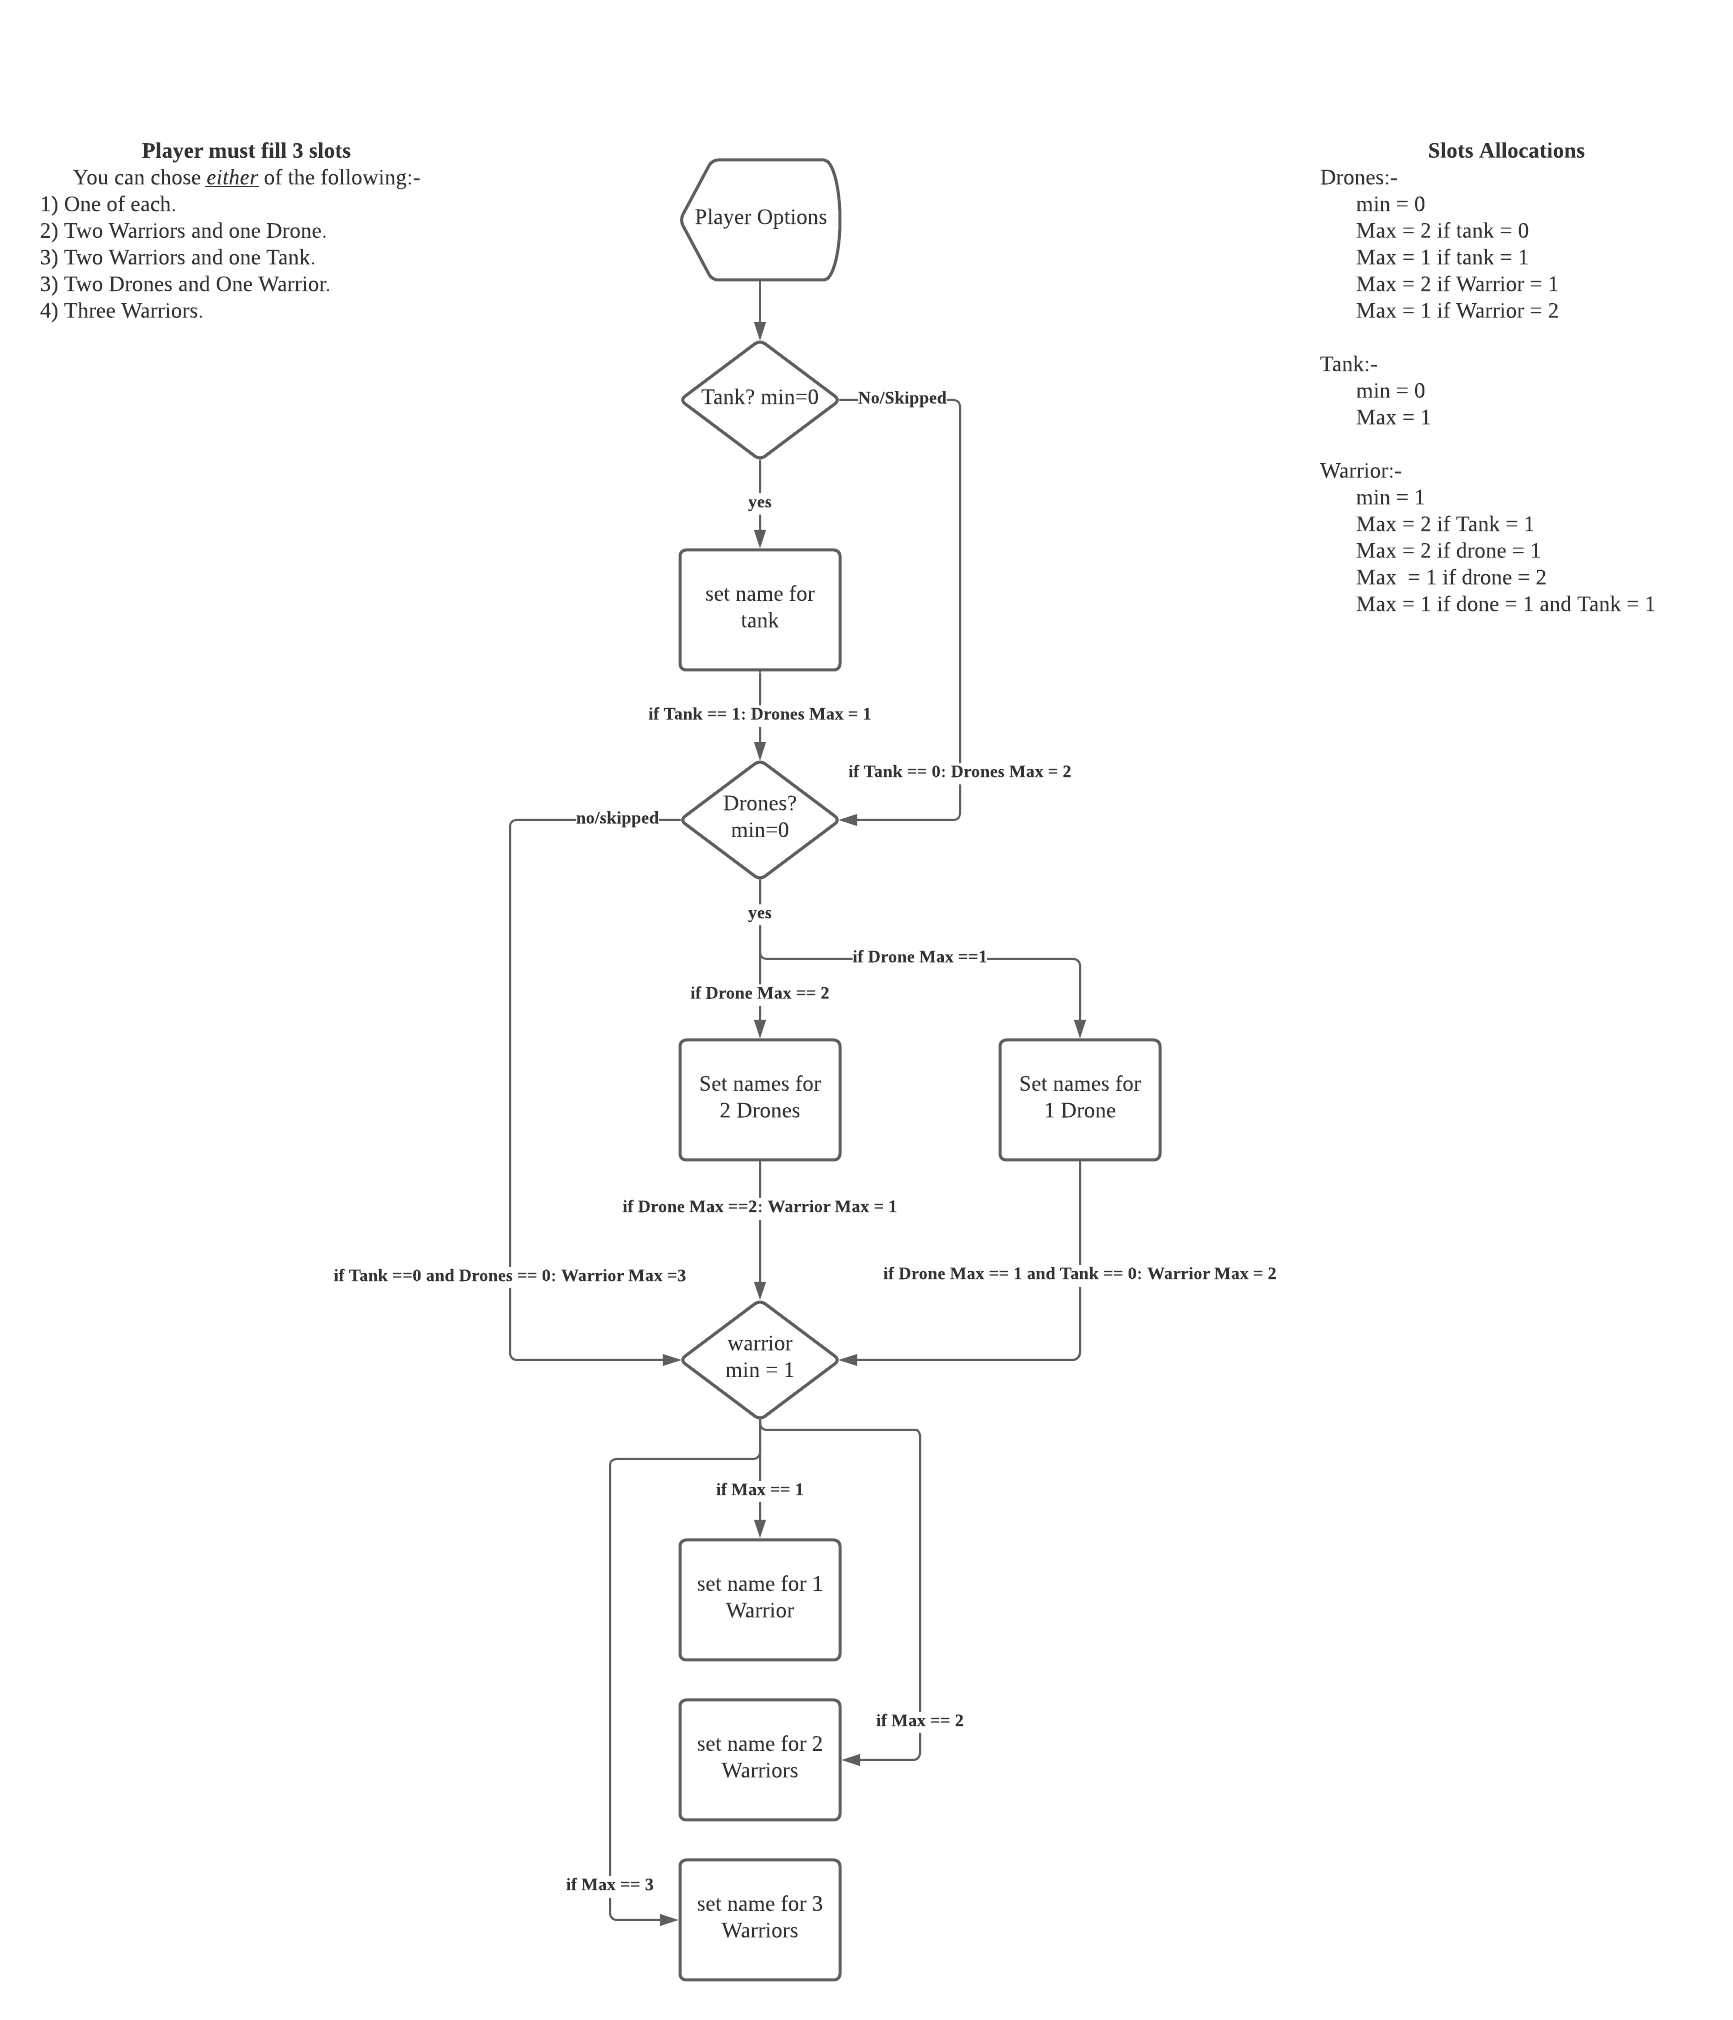 Player must fill 3 slots
You can chose either of the following:-
1) One of each.
2) Two Warriors and one Drone.
3) Two Warriors and one Tank.
3) Two Drones and One Warrior.
4) Three Warriors.
Slots Allocations
Drones:-
min = 0
Max = 2 if tank = 0
Max = 1 if tank = 1
Max = 2 if Warrior = 1
Max = 1 if Warrior = 2
Tank:-
min = 0
Max = 1
Warrior:-
min = 1
Max = 2 if Tank = 1
Max = 2 if drone = 1
Max  = 1 if drone = 2
Max = 1 if done = 1 and Tank = 1
Player Options
Tank? min=0
No/Skipped
yes
set name for
tank
if Tank == 1: Drones Max = 1
if Tank == 0: Drones Max = 2
Drones?
min=0
no/skipped
yes
if Drone Max ==1
if Drone Max == 2
Set names for
2 Drones
Set names for
1 Drone
if Drone Max ==2: Warrior Max = 1
if Tank ==0 and Drones == 0: Warrior Max =3
if Drone Max == 1 and Tank == 0: Warrior Max = 2
warrior
min = 1
if Max == 1
set name for 1
Warrior
if Max == 2
set name for 2
Warriors
if Max == 3
set name for 3
Warriors